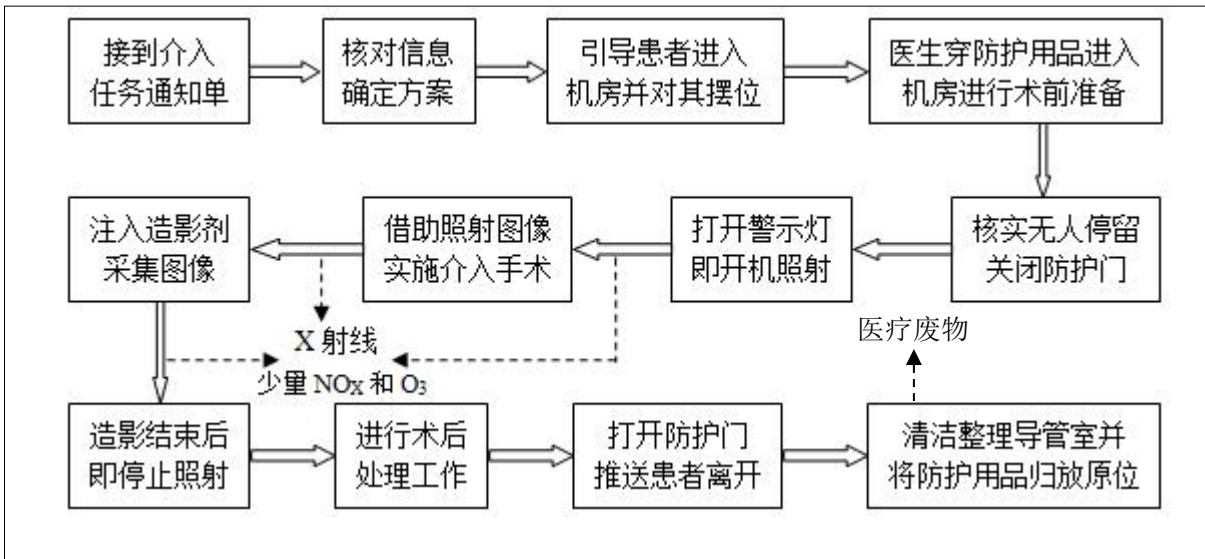 接到介入
任务通知单
核对信息
确定方案
引导患者进入
机房并对其摆位
医生穿防护用品进入
机房进行术前准备
核实无人停留
关闭防护门
打开警示灯
即开机照射
借助照射图像
实施介入手术
注入造影剂
采集图像
X 射线
少量 NOX 和 O3
医疗废物
造影结束后
即停止照射
进行术后
处理工作
打开防护门
推送患者离开
清洁整理导管室并
将防护用品归放原位